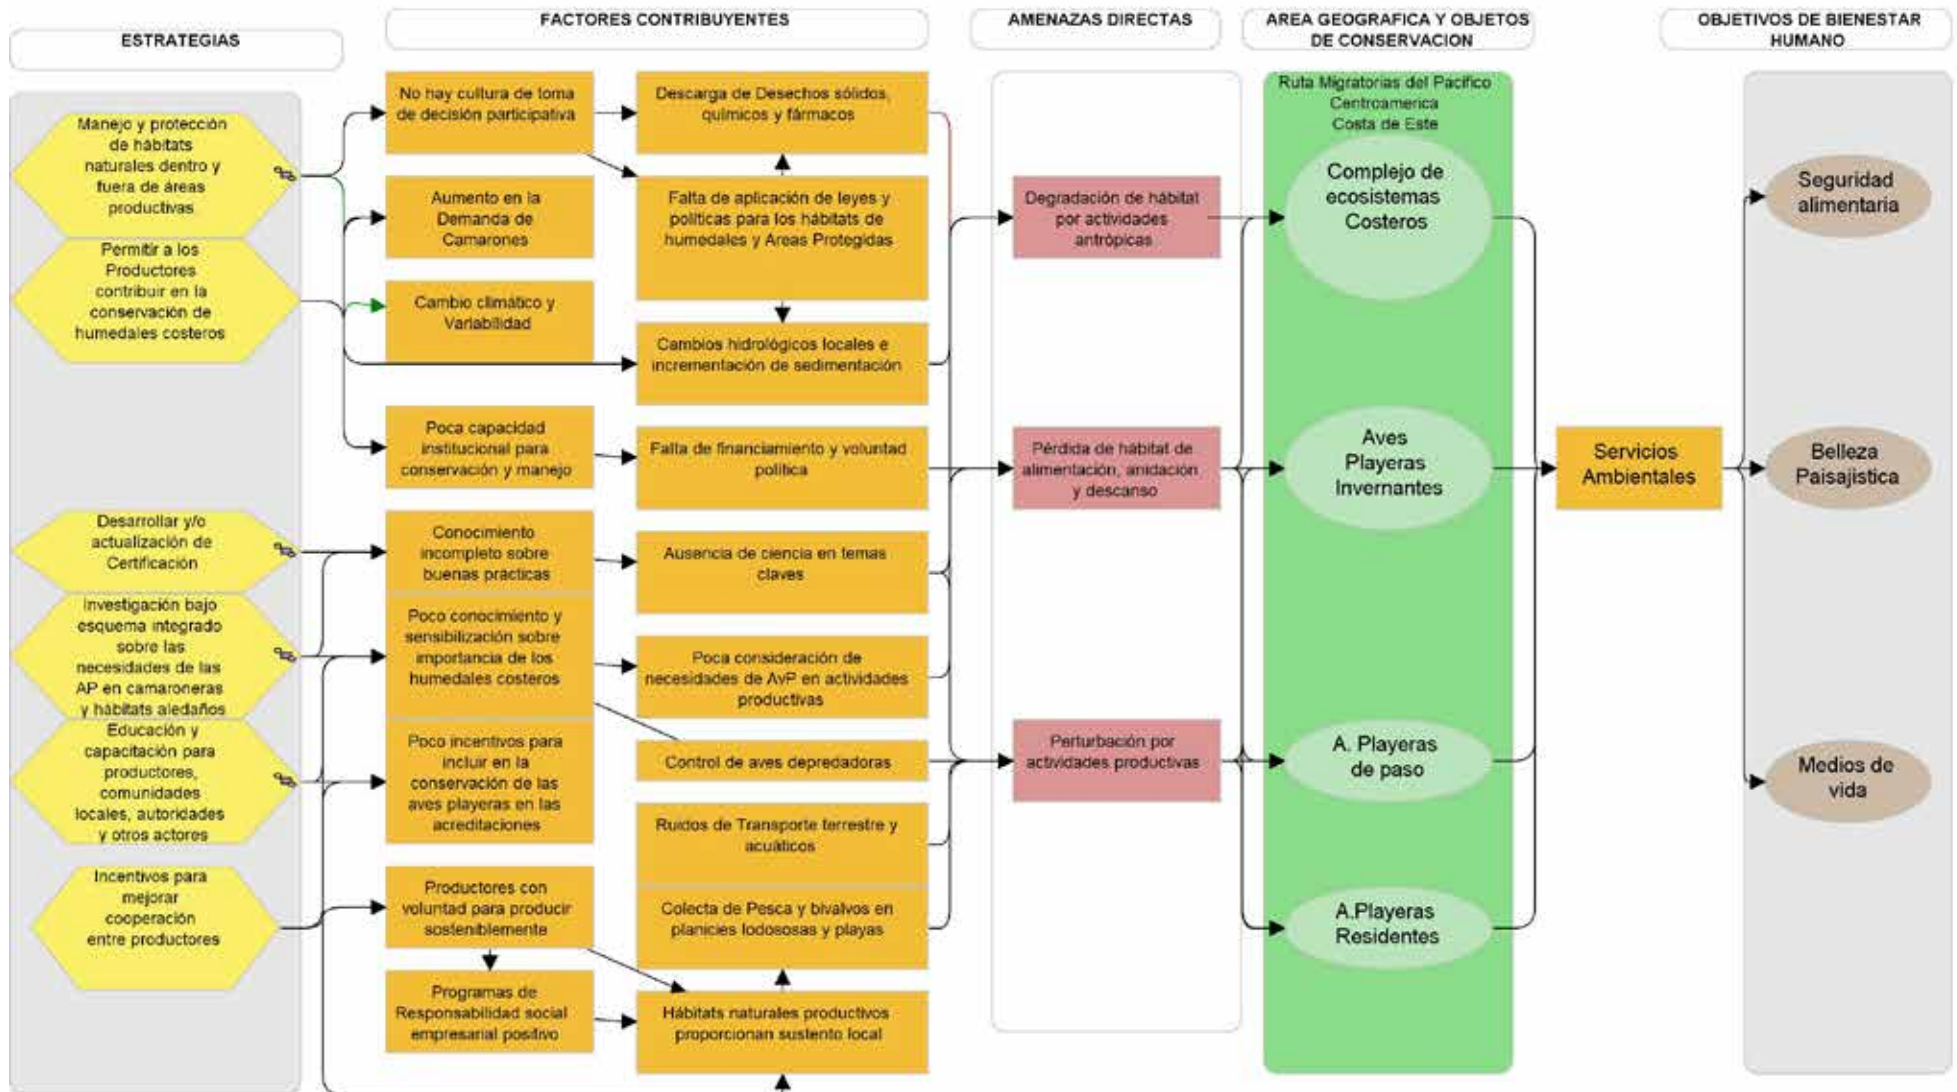 ESTRATEGIAS
Manejo y protección
de hábitats
naturales dentro y
fuera de áreas
productivas
Permitir a los
Productores
contribuir en la
conservación de
humedales costeros
Desarrollar y/o
actualización de
Certificación
Investigación bajo
esquema integrado
sobre las
necesidades de las
AP en camaroneras
y hábitats aledaños
Educación y
capacitación para
productores,
comunidades
locales, autoridades
y otros actores
Incentivos para
mejorar
cooperación
entre productores
FACTORES CONTRIBUYENTES
No hay cultura de toma
de decisión participativa
Aumento en la
Demanda de
Camarones
Cambio climático y
Variabilidad
Poca capacidad
institucional para
conservación y manejo
Conocimiento
incompleto sobre
buenas prácticas
Poco conocimiento y
sensibilización sobre
importancia de los
humedales costeros
Poco incentivos para
incluir en la
conservación de las
aves playeras en las
acreditaciones
Productores con
voluntad para producir
sosteniblemente
Programas de
Responsabilidad social
empresarial positivo
Descarga de Desechos sólidos,
químicos y fármacos
Falta de aplicación de leyes y
políticas para los hábitats de
humedales y Areas Protegidas
Cambios hidrológicos locales e
incrementación de sedimentación
Falta de financiamiento y voluntad
política
Ausencia de ciencia en temas
claves
Poca consideración de
necesidades de AvP en actividades
productivas
Control de aves depredadoras
Ruidos de Transporte terrestre y
acuáticos
Colecta de Pesca y bivalvos en
planicies lodososas y playas
Hábitats naturales productivos
proporcionan sustento local
AMENAZAS DIRECTAS
Degradación de hábitat
por actividades
antrópicas
Pérdida de hábitat de
alimentación, anidación
y descanso
Perturbación por
actividades productivas
AREA GEOGRAFICA Y OBJETOS
DE CONSERVACION
Ruta Migratorias del Pacífico
Centroamerica
Costa de Este
Complejo de
ecosistemas
Costeros
Aves
Playeras
Invernantes
A. Playeras
de paso
A.Playeras
Residentes
Servicios
Ambientales
OBJETIVOS DE BIENESTAR
HUMANO
Seguridad
alimentaria
Belleza
Paisajistica
Medios de
vida